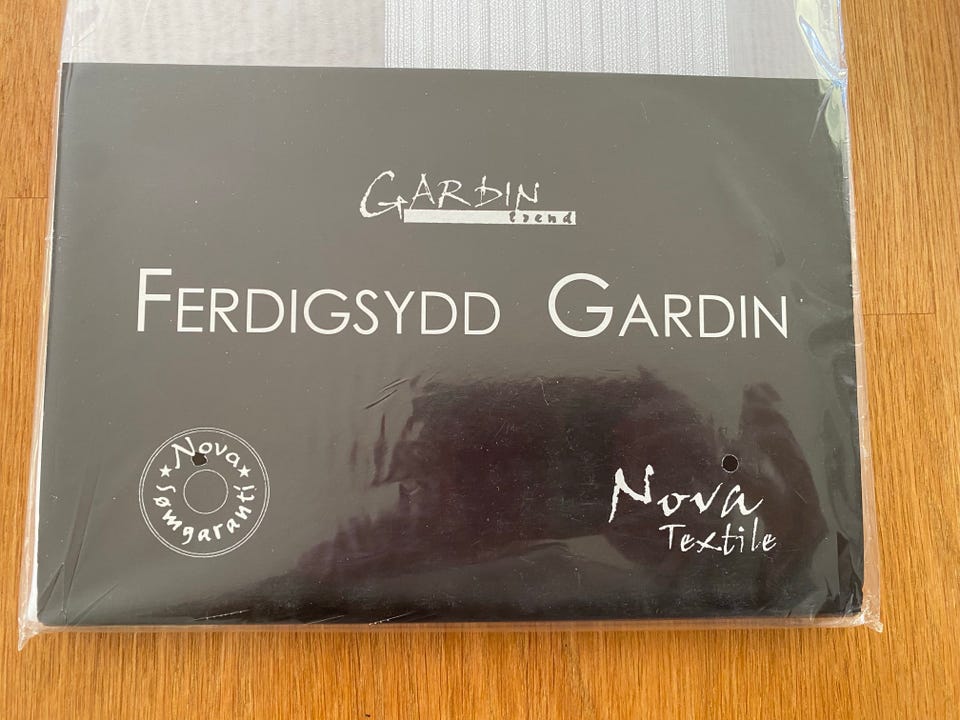 GARDIN
trend
FERDIGSYDD GARDIN
Nova
sømgaranti
Nova
Textile